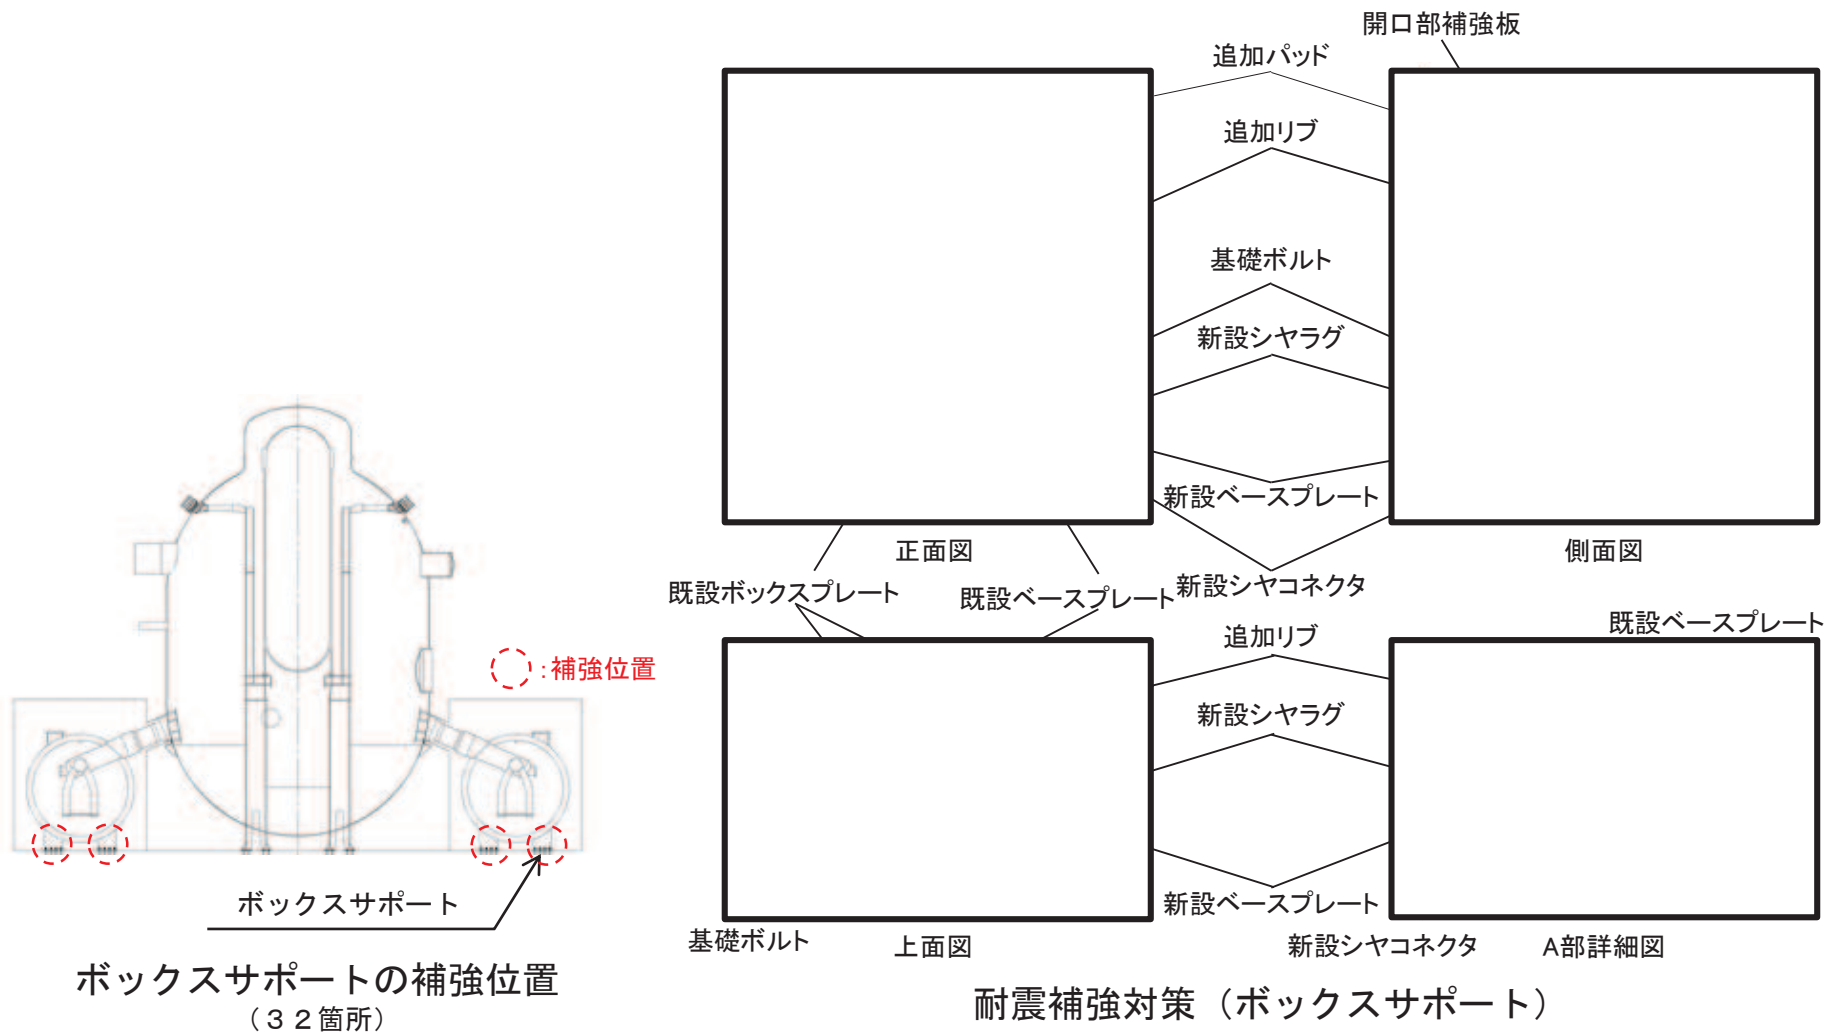 開口部補強板
追加パッド
追加リブ
基礎ボルト
新設シヤラグ
新設ベースプレート
正面図
側面図
新設シヤコネクタ
既設ボックスプレート
既設ベースプレート
既設ベースプレート
追加リブ
:補強位置
新設シヤラグ
ボックスサポート
新設ベースプレート
基礎ボルト
上面図
新設シヤコネクタ
A部詳細図
ボックスサポートの補強位置
(32箇所)
耐震補強対策(ボックスサポート)